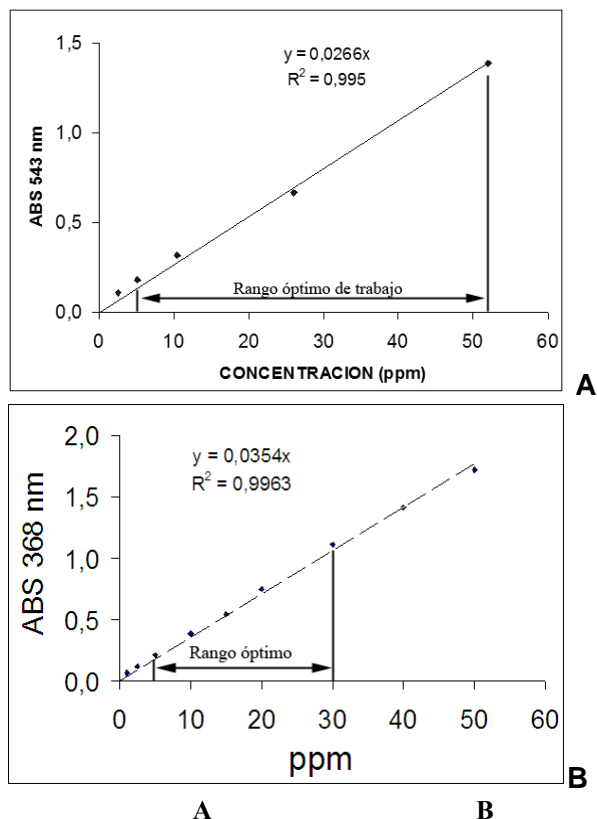 1,5
y = 0,0266x
R² = 0,995
ABS 543 nm
1,0
0,5
Rango óptimo de trabajo
0,0
0 10 20 30 40 50 60
CONCENTRACION (ppm)
A
2,0
y = 0,0354x
R² = 0,9963
ABS 368 nm
1,5
1,0
0,5
Rango óptimo
0,0
0 10 20 30 40 50 60
ppm
B
A B